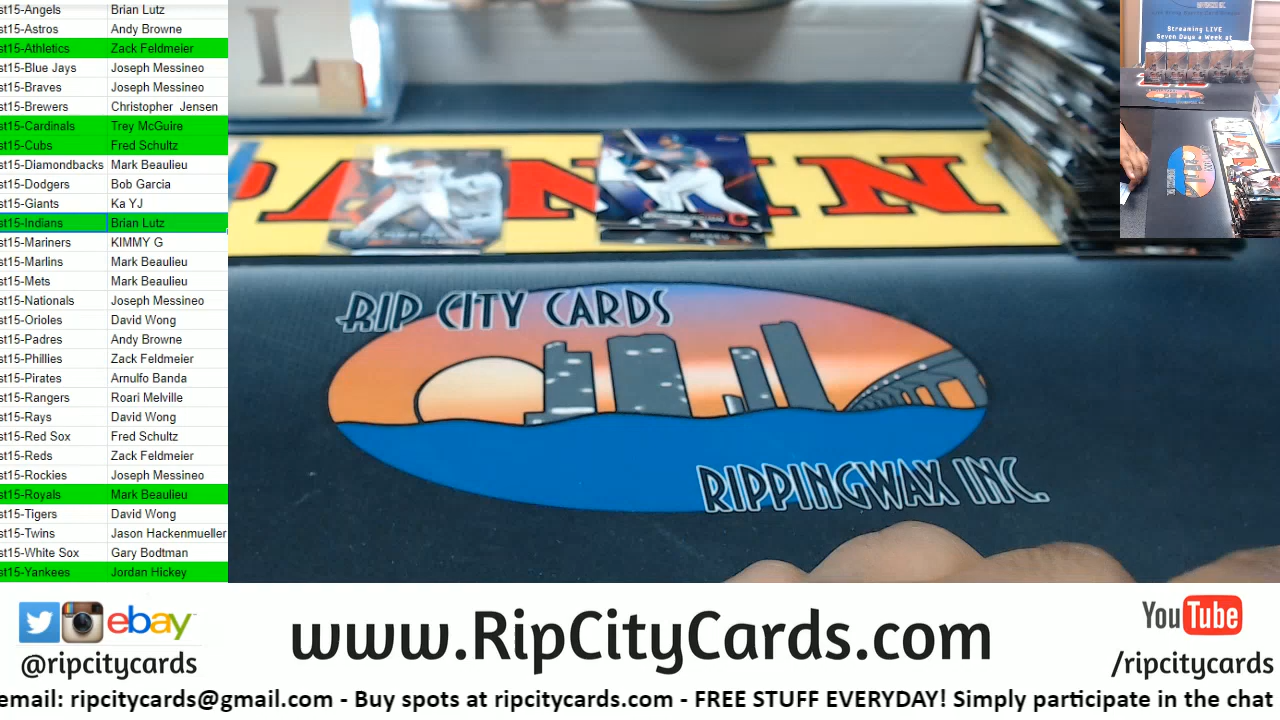 st15-Angels Brian Lutz
st15-Astros Andy Browne
st15-Athletics Zack Feldmeier
st15-Blue Jays Joseph Messineo
st15-Braves Joseph Messineo
st15-Brewers Christopher Jensen
st15-Cardinals Trey McGuire
st15-Cubs Fred Schultz
st15-Diamondbacks Mark Beaulieu
st15-Dodgers Bob Garcia
st15-Giants Ka YJ
st15-Indians Brian Lutz
st15-Mariners KIMMY G
st15-Marlins Mark Beaulieu
st15-Mets Mark Beaulieu
st15-Nationals Joseph Messineo
st15-Orioles David Wong
st15-Padres Andy Browne
st15-Phillies Zack Feldmeier
st15-Pirates Arnulfo Banda
st15-Rangers Roari Melville
st15-Rays David Wong
st15-Red Sox Fred Schultz
st15-Reds Zack Feldmeier
st15-Rockies Joseph Messineo
st15-Royals Mark Beaulieu
st15-Tigers David Wong
st15-Twins Jason Hackenmueller
st15-White Sox Gary Bodtman
st15-Yankees Jordan Hickey
PANINI
RIP CITY CARDS
RIPPINGWAX INC.
Streaming LIVE
Seven Days a Week at
ebay
@ripcitycards
www.RipCityCards.com
YouTube
/ripcitycards
email: ripcitycards@gmail.com - Buy spots at ripcitycards.com - FREE STUFF EVERYDAY! Simply participate in the chat